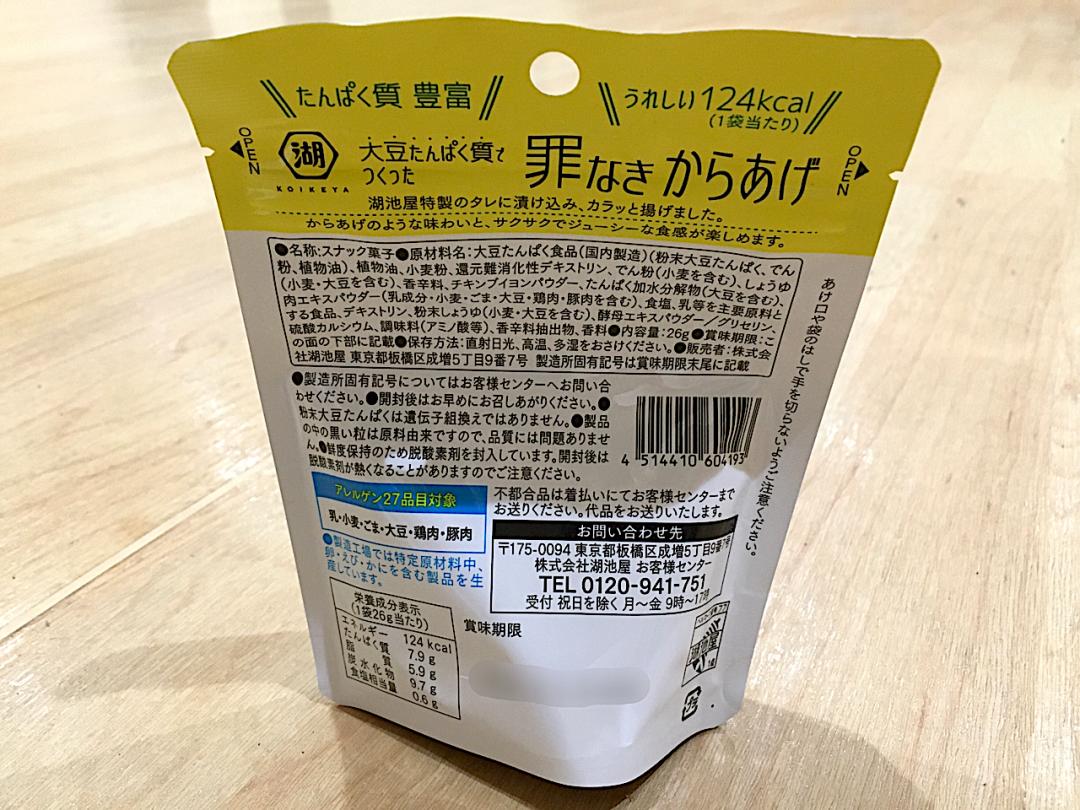 たんぱく質 豊富
うれしい124kcal
(1袋当たり)
OPEN
湖
KOIKEYA
大豆たんぱく質で
つくった
罪なきからあげ
OPEN
湖池屋特製のタレに漬け込み、カラッと揚げました。
からあげのような味わいと、サクサクでジューシーな食感が楽しめます。
●名称:スナック菓子●原材料名:大豆たんぱく食品(国内製造)(粉末大豆たんぱく、でん
粉、植物油)、植物油、小麦粉、還元難消化性デキストリン、でん粉(小麦を含む)、しょうゆ
(小麦・大豆を含む)、香辛料、チキンブイヨンパウダー、たんぱく加水分解物(大豆を含む)、
肉エキスパウダー(乳成分・小麦・ごま・大豆・鶏肉・豚肉を含む)、食塩、乳等を主要原料と
する食品、デキストリン、粉末しょうゆ(小麦・大豆を含む)、酵母エキスパウダー/グリセリン、
硫酸カルシウム、調味料(アミノ酸等)、香辛料抽出物、香料●内容量:26g●賞味期限:こ
の面の下部に記載●保存方法:直射日光、高温、多湿をおさけください。●販売者:株式会
社湖池屋 東京都板橋区成増5丁目9番7号 製造所固有記号は賞味期限末尾に記載
あけ口や袋のはしで手を切らないようご注意ください。
●製造所固有記号についてはお客様センターへお問い合
わせください。●開封後はお早めにお召しあがりください。●
粉末大豆たんぱくは遺伝子組換えではありません。●製品
の中の黒い粒は原料由来ですので、品質には問題ありませ
ん。●鮮度保持のため脱酸素剤を封入しています。開封後は
脱酸素剤が熱くなることがありますのでご注意ください。
4 514410 604193
アレルゲン27品目対象
乳・小麦・ごま・大豆・鶏肉・豚肉
●製造工場では特定原材料中、
卵・えび・かにを含む製品を生
産しています。
不都合品は着払いにてお客様センターまで
お送りください。代品をお送りいたします。
お問い合わせ先
〒175-0094 東京都板橋区成増5丁目9番7号
株式会社湖池屋 お客様センター
TEL 0120-941-751
受付 祝日を除く 月〜金 9時〜17時
栄養成分表示
(1袋26g当たり)
エネルギー 124 kcal
たんぱく質 7.9 g
脂質 5.9 g
炭水化物 9.7 g
食塩相当量 0.6 g
賞味期限